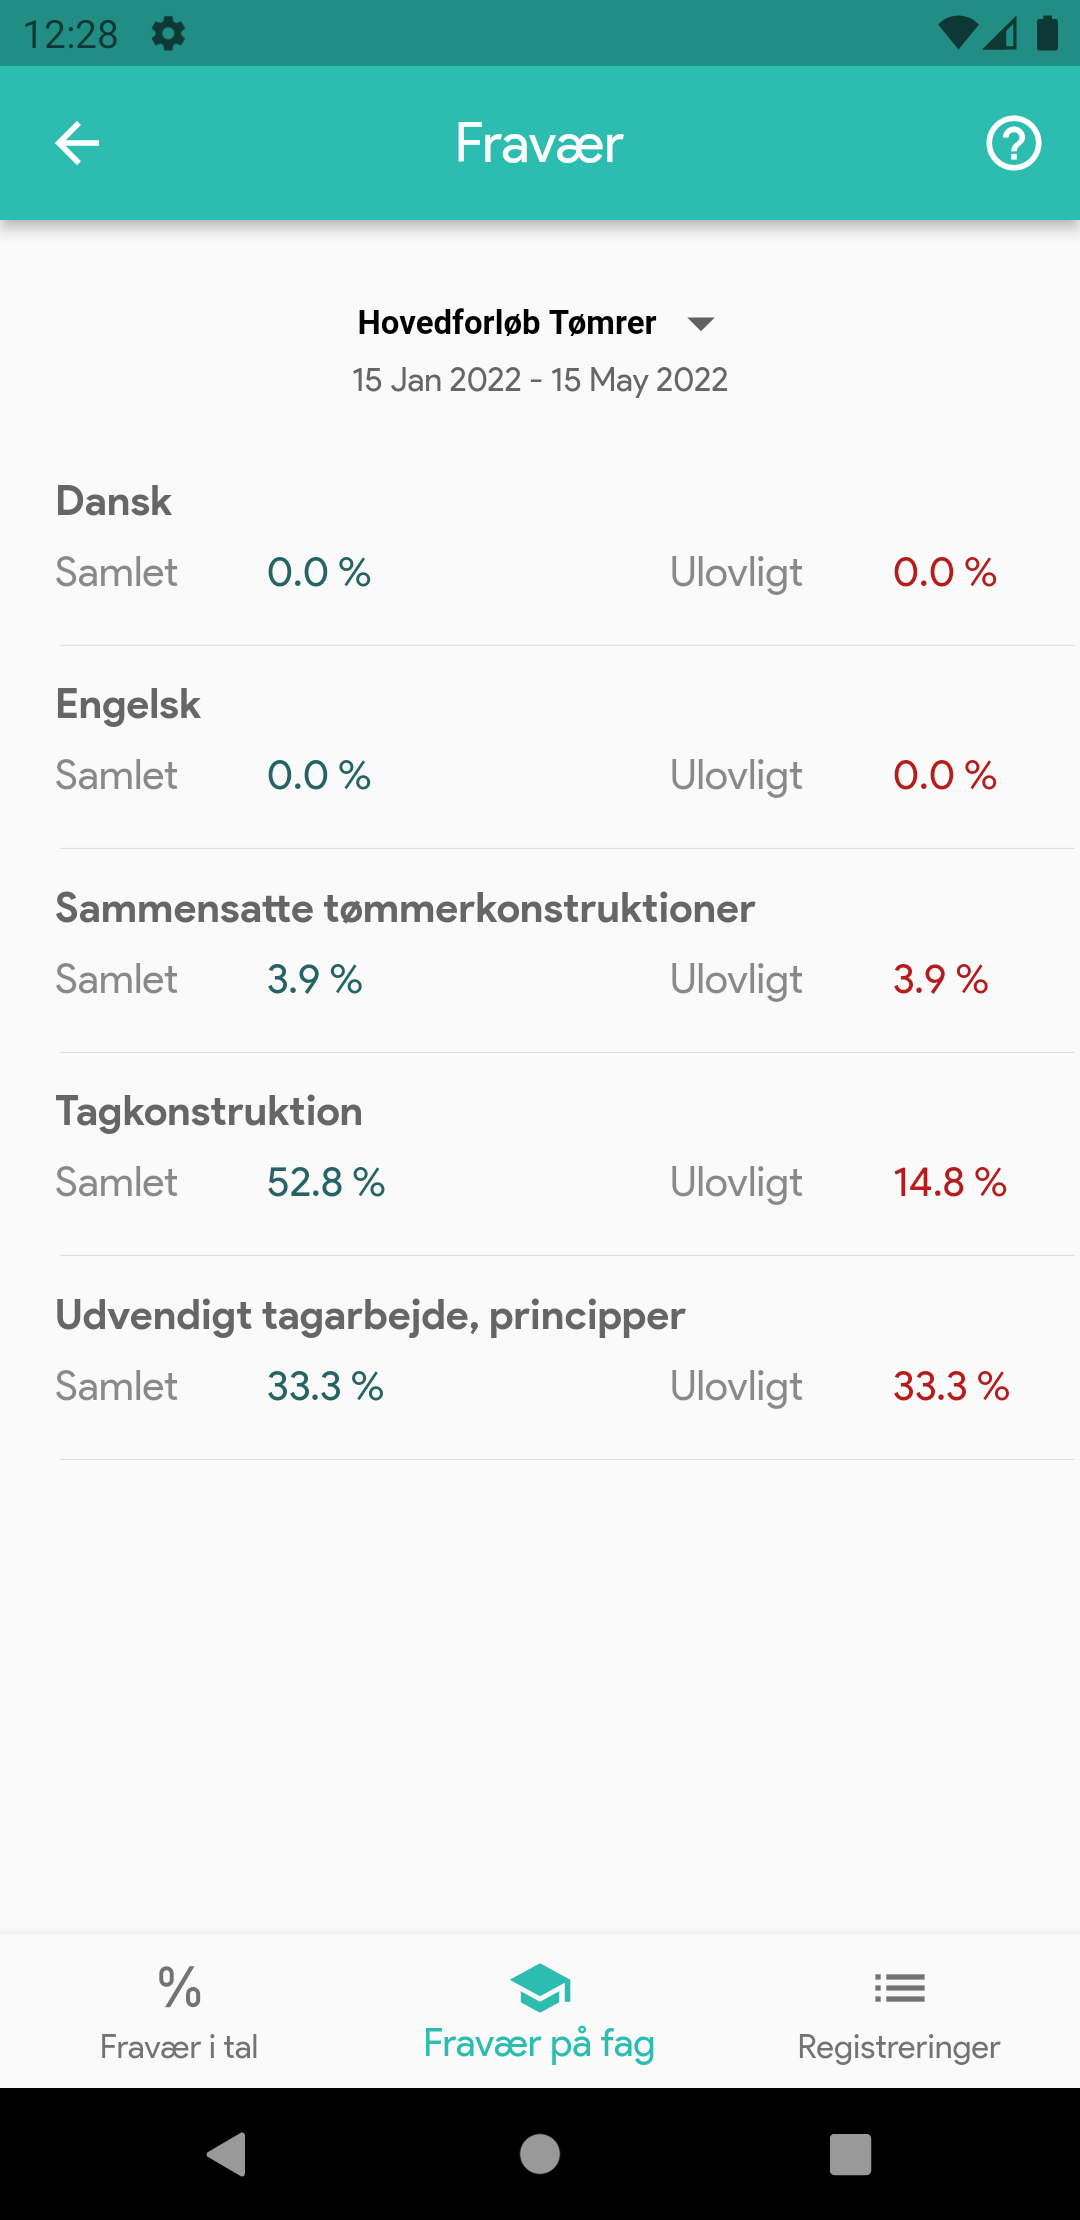 12:28
Fravær
Hovedforløb Tømrer
15 Jan 2022 - 15 May 2022
Dansk
Samlet 0.0 % Ulovligt 0.0 %
Engelsk
Samlet 0.0 % Ulovligt 0.0 %
Sammensatte tømmerkonstruktioner
Samlet 3.9 % Ulovligt 3.9 %
Tagkonstruktion
Samlet 52.8 % Ulovligt 14.8 %
Udvendigt tagarbejde, principper
Samlet 33.3 % Ulovligt 33.3 %
%
Fravær i tal Fravær på fag Registreringer